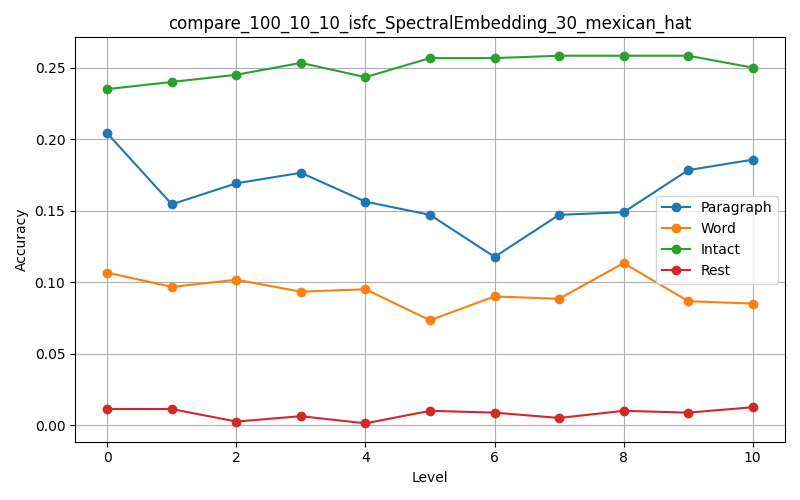 compare_100_10_10_isfc_SpectralEmbedding_30_mexican_hat
Accuracy
0.25
0.20
0.15
0.10
0.05
0.00
Paragraph
Word
Intact
Rest
0 2 4 6 8 10
Level